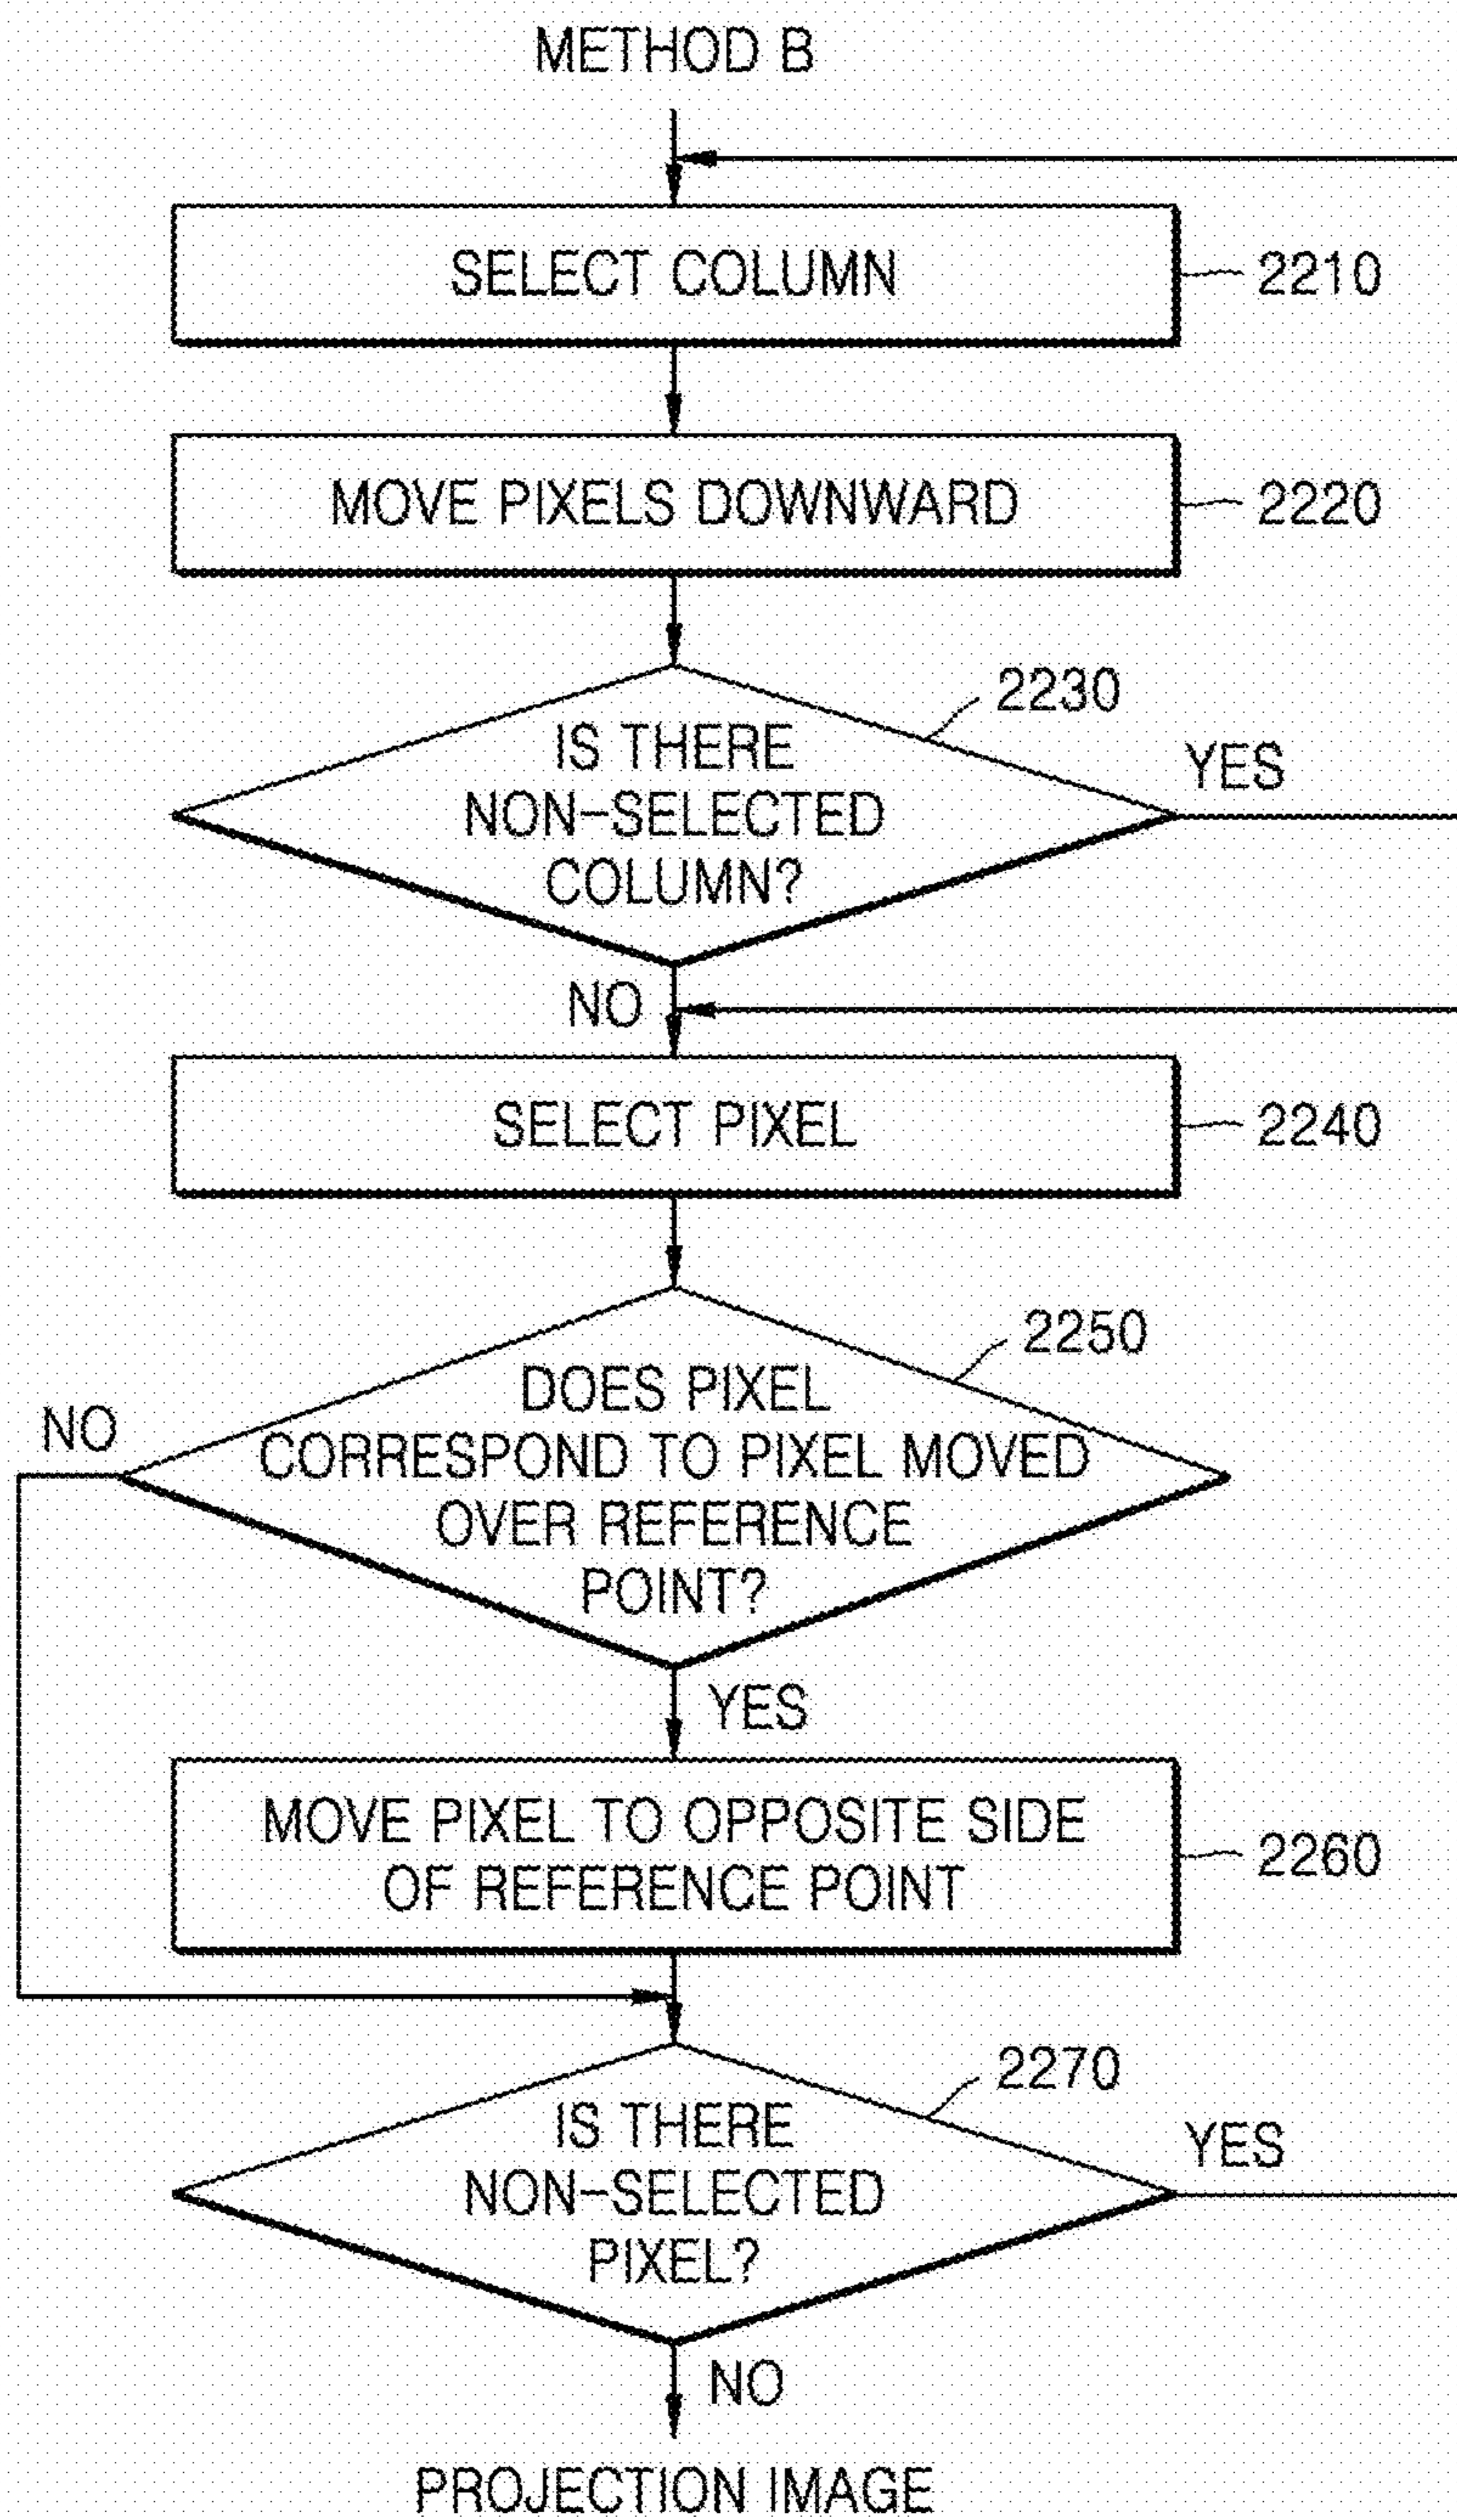 METHOD B
SELECT COLUMN
2210
MOVE PIXELS DOWNWARD
2220
2230
IS THERE
NON-SELECTED
COLUMN?
YES
NO
SELECT PIXEL
2240
2250
DOES PIXEL
CORRESPOND TO PIXEL MOVED
OVER REFERENCE
POINT?
NO
YES
MOVE PIXEL TO OPPOSITE SIDE
OF REFERENCE POINT
2260
2270
IS THERE
NON-SELECTED
PIXEL?
YES
NO
PROJECTION IMAGE